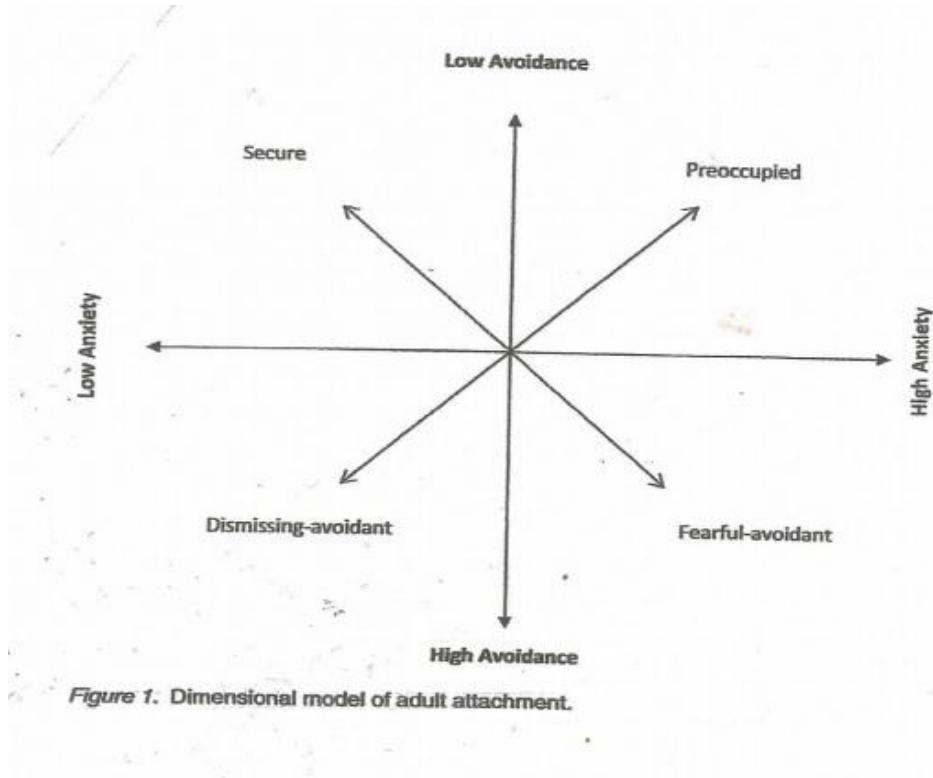 Low Avoidance
Secure
Preoccupied
Low Anxiety
High Anxiety
Dismissing-avoidant
Fearful-avoidant
High Avoidance
Figure 1. Dimensional model of adult attachment.